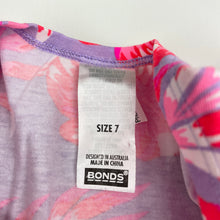 SIZE 7
DESIGNED IN AUSTRALIA
MADE IN CHINA
BONDS